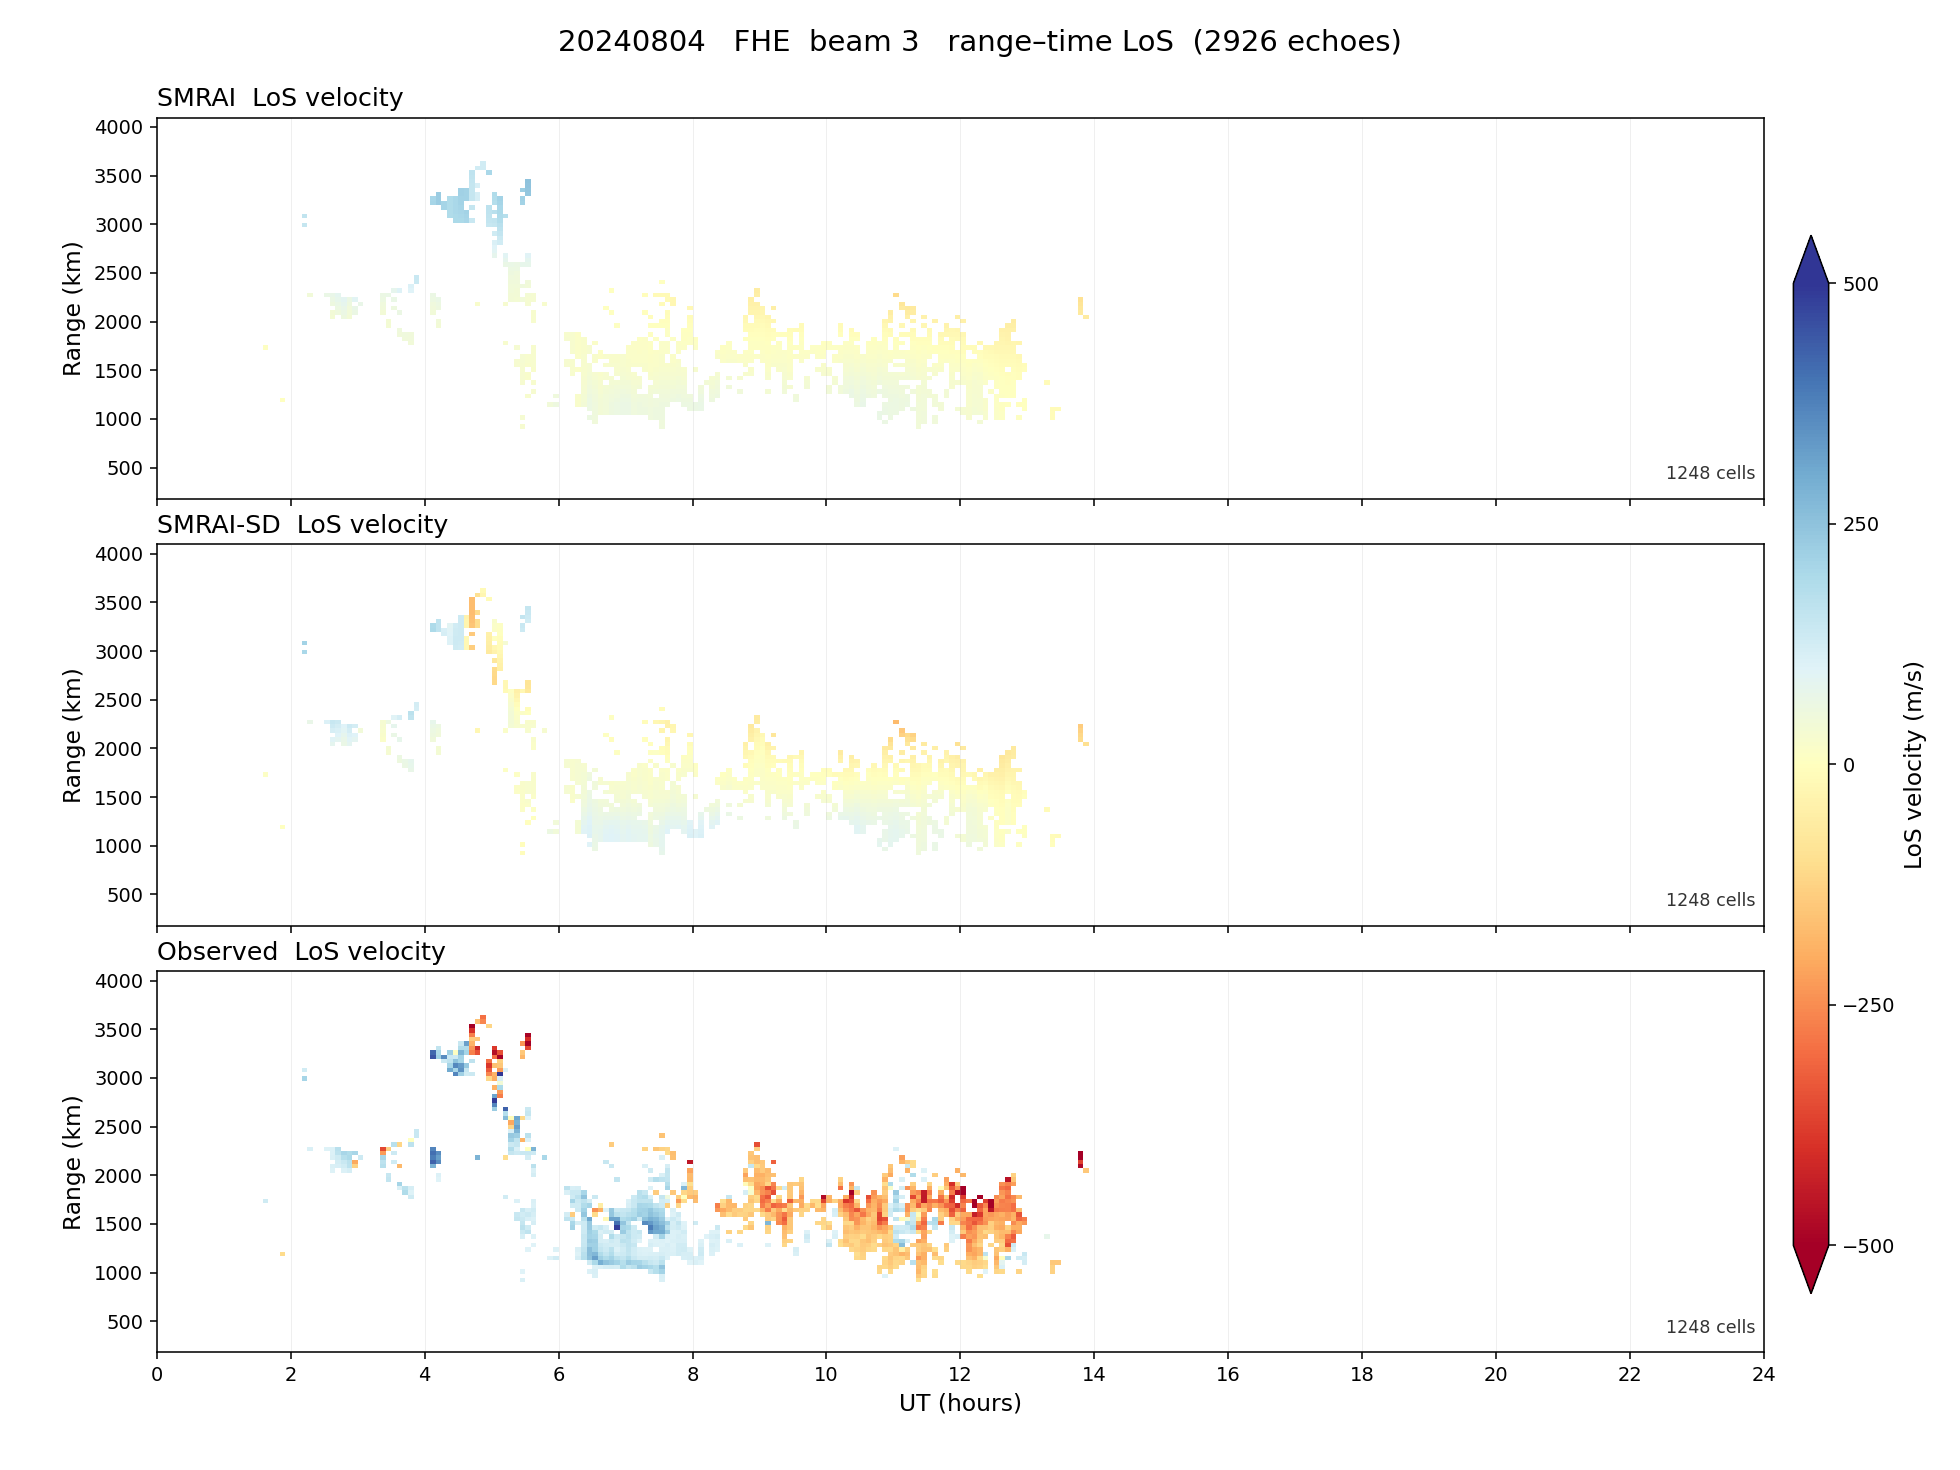 20240804   FHE  beam 3   range–time LoS  (2926 echoes)
SMRAI  LoS velocity
4000
3500
3000
2500
2000
1500
1000
500
Range (km)
1248 cells
SMRAI-SD  LoS velocity
4000
3500
3000
2500
2000
1500
1000
500
Range (km)
1248 cells
Observed  LoS velocity
4000
3500
3000
2500
2000
1500
1000
500
Range (km)
1248 cells
0 2 4 6 8 10 12 14 16 18 20 22 24
UT (hours)
500
250
0
−250
−500
LoS velocity (m/s)